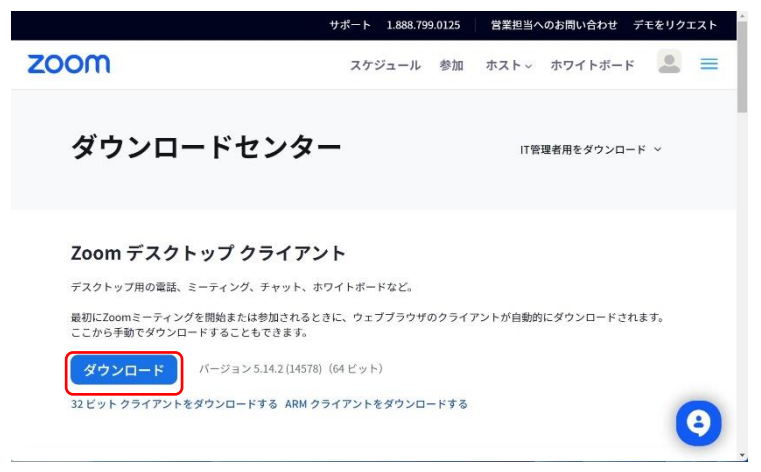 サポート 1.888.799.0125 営業担当へのお問い合わせ デモをリクエスト
zoom スケジュール 参加 ホスト ホワイトボード
ダウンロードセンター
IT管理者用をダウンロード
Zoom デスクトップ クライアント
デスクトップ用の電話、ミーティング、チャット、ホワイトボードなど。
最初にZoomミーティングを開始または参加されるときに、ウェブブラウザのクライアントが自動的にダウンロードされます。
ここから手動でダウンロードすることもできます。
ダウンロード バージョン 5.14.2 (14578)（64 ビット）
32 ビット クライアントをダウンロードする ARM クライアントをダウンロードする